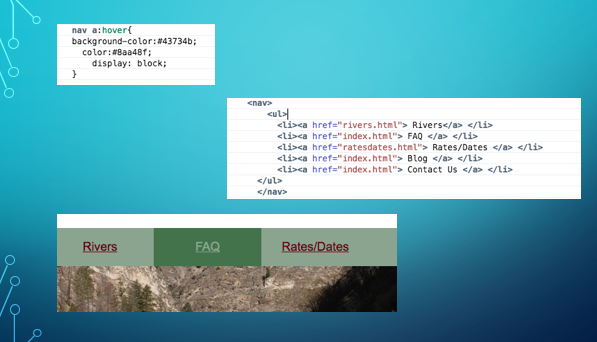 nav a:hover{
background-color:#43734b;
color:#8aa48f;
display: block;
}
<nav>
<ul>
<li><a href="rivers.html"> Rivers</a> </li>
<li><a href="index.html"> FAQ </a> </li>
<li><a href="ratesdates.html"> Rates/Dates </a> </li>
<li><a href="index.html"> Blog </a> </li>
<li><a href="index.html"> Contact Us </a> </li>
</ul>
</nav>
Rivers FAQ Rates/Dates